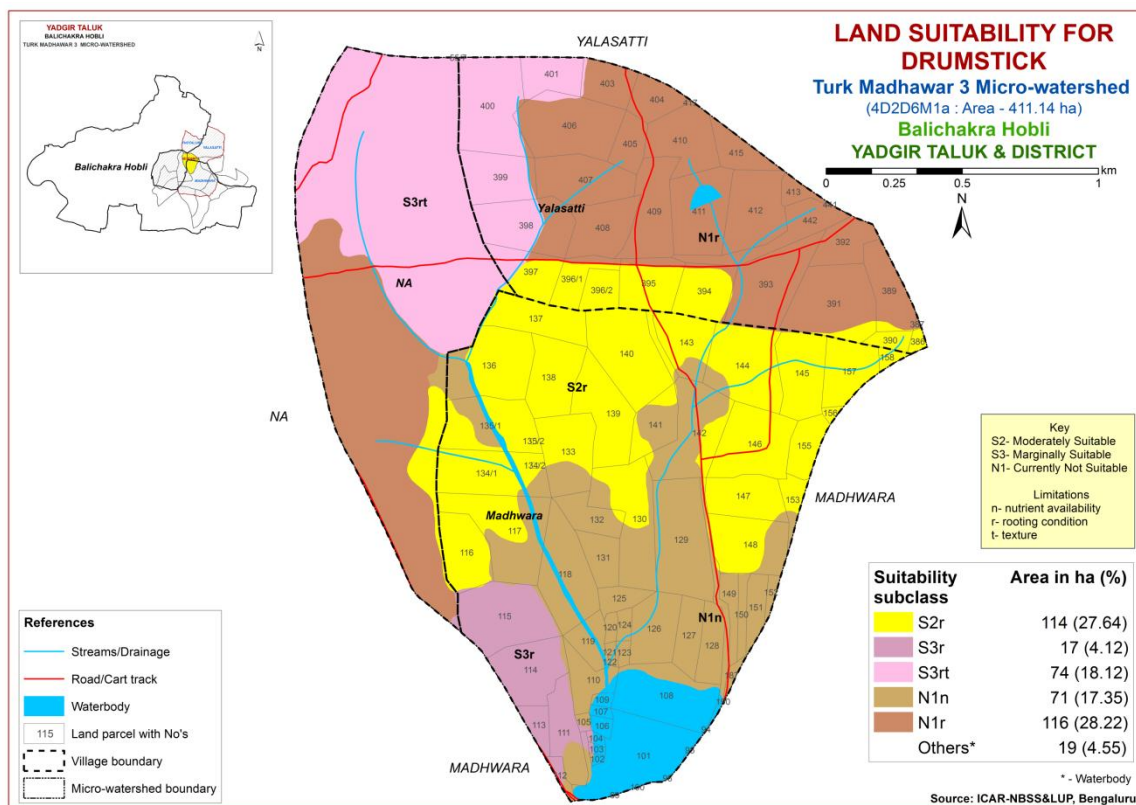 YADGIR TALUK
BALICHAKRA HOBLI
TURK MADHAWAR 3 MICRO-WATERSHED
N
Balichakra Hobli
YALASATTI
LAND SUITABILITY FOR
DRUMSTICK
Turk Madhawar 3 Micro-watershed
(4D2D6M1a : Area - 411.14 ha)
Balichakra Hobli
YADGIR TALUK & DISTRICT
km
0 0.25 0.5 1
N
YALASATTI
401
403
404
400
406
410
405
415
399
407
413
S3rt
Yalasatti
409
411
412
442
398
408
N1r
392
397
396/1
396/2
395
394
393
391
389
NA
137
140
143
390
386
136
138
S2r
144
145
157
158
139
156
135/1
141
142
146
155
NA
135/2
133
134/1
134/2
147
153
MADHWARA
Madhwara
117
132
130
129
148
116
118
131
115
125
149
150
151
S3r
119
120
124
126
127
128
N1n
121
123
122
114
110
108
109
107
113
111
105
106
104
103
102
101
MADHWARA
Key
S2- Moderately Suitable
S3- Marginally Suitable
N1- Currently Not Suitable
Limitations
n- nutrient availability
r- rooting condition
t- texture
Suitability subclass Area in ha (%)
S2r 114 (27.64)
S3r 17 (4.12)
S3rt 74 (18.12)
N1n 71 (17.35)
N1r 116 (28.22)
Others* 19 (4.55)
* - Waterbody
Source: ICAR-NBSS&LUP, Bengaluru
References
Streams/Drainage
Road/Cart track
Waterbody
115 Land parcel with No's
Village boundary
Micro-watershed boundary